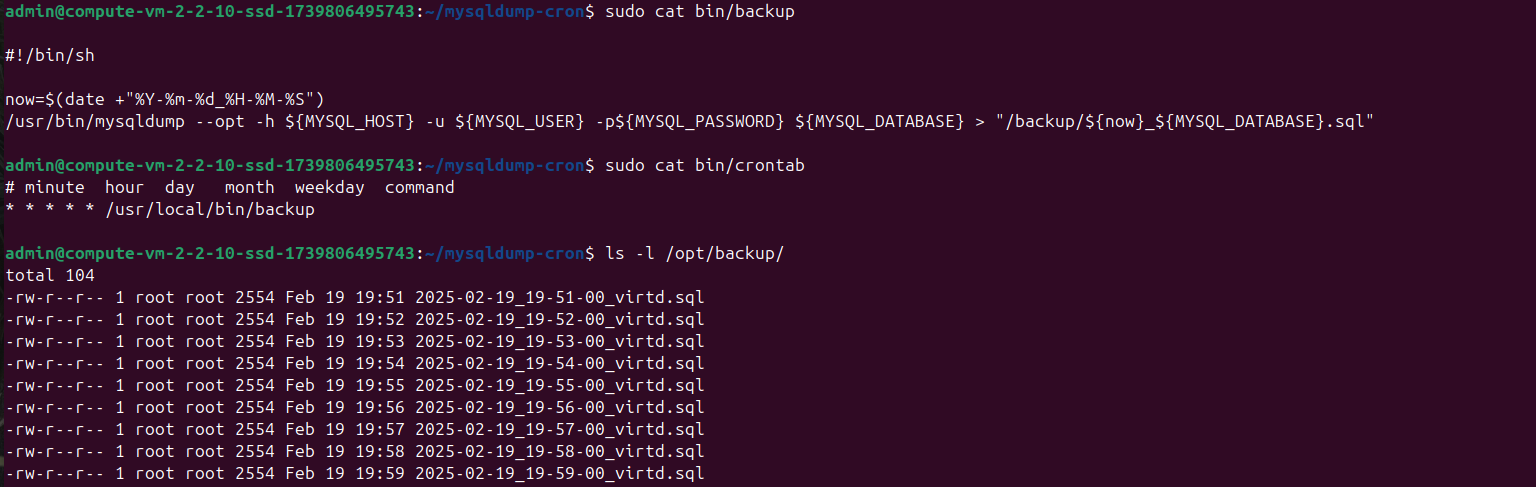 admin@compute-vm-2-2-10-ssd-1739806495743:~/mysqldump-cron$ sudo cat bin/backup
#!/bin/sh
now=$(date +"%Y-%m-%d_%H-%M-%S")
/usr/bin/mysqldump --opt -h ${MYSQL_HOST} -u ${MYSQL_USER} -p${MYSQL_PASSWORD} ${MYSQL_DATABASE} > "/backup/${now}_${MYSQL_DATABASE}.sql"
admin@compute-vm-2-2-10-ssd-1739806495743:~/mysqldump-cron$ sudo cat bin/crontab
# minute  hour  day   month  weekday  command
* * * * * /usr/local/bin/backup
admin@compute-vm-2-2-10-ssd-1739806495743:~/mysqldump-cron$ ls -l /opt/backup/
total 104
-rw-r--r-- 1 root root 2554 Feb 19 19:51 2025-02-19_19-51-00_virtd.sql
-rw-r--r-- 1 root root 2554 Feb 19 19:52 2025-02-19_19-52-00_virtd.sql
-rw-r--r-- 1 root root 2554 Feb 19 19:53 2025-02-19_19-53-00_virtd.sql
-rw-r--r-- 1 root root 2554 Feb 19 19:54 2025-02-19_19-54-00_virtd.sql
-rw-r--r-- 1 root root 2554 Feb 19 19:55 2025-02-19_19-55-00_virtd.sql
-rw-r--r-- 1 root root 2554 Feb 19 19:56 2025-02-19_19-56-00_virtd.sql
-rw-r--r-- 1 root root 2554 Feb 19 19:57 2025-02-19_19-57-00_virtd.sql
-rw-r--r-- 1 root root 2554 Feb 19 19:58 2025-02-19_19-58-00_virtd.sql
-rw-r--r-- 1 root root 2554 Feb 19 19:59 2025-02-19_19-59-00_virtd.sql